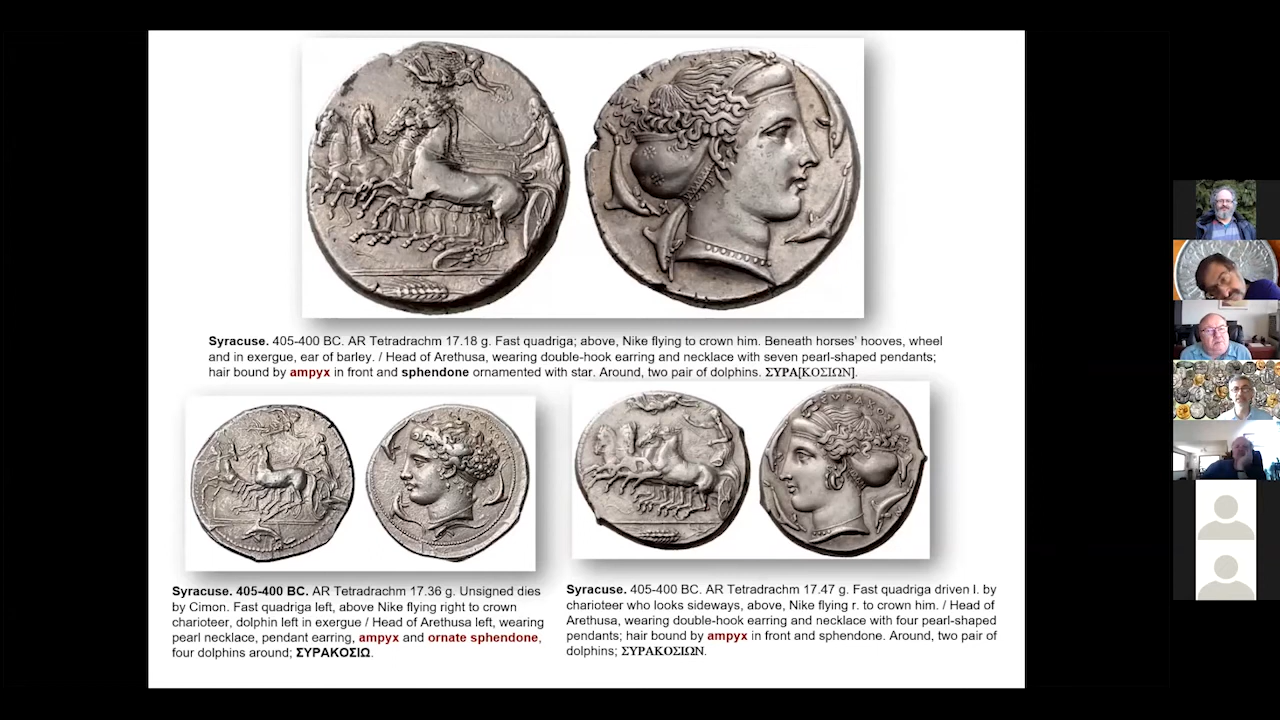 Syracuse. 405-400 BC. AR Tetradrachm 17.18 g. Fast quadriga; above, Nike flying to crown him. Beneath horses' hooves, wheel
and in exergue, ear of barley. / Head of Arethusa, wearing double-hook earring and necklace with seven pearl-shaped pendants;
hair bound by ampyx in front and sphendone ornamented with star. Around, two pair of dolphins. ΣΥΡΑ[ΚΟΣΙΩΝ].
Syracuse. 405-400 BC. AR Tetradrachm 17.36 g. Unsigned dies
by Cimon. Fast quadriga left, above Nike flying right to crown
charioteer, dolphin left in exergue / Head of Arethusa left, wearing
pearl necklace, pendant earring, ampyx and ornate sphendone,
four dolphins around; ΣΥΡΑΚΟΣΙΩ.
Syracuse. 405-400 BC. AR Tetradrachm 17.47 g. Fast quadriga driven l. by
charioteer who looks sideways, above, Nike flying r. to crown him. / Head of
Arethusa, wearing double-hook earring and necklace with four pearl-shaped
pendants; hair bound by ampyx in front and sphendone. Around, two pair of
dolphins; ΣΥΡΑΚΟΣΙΩΝ.